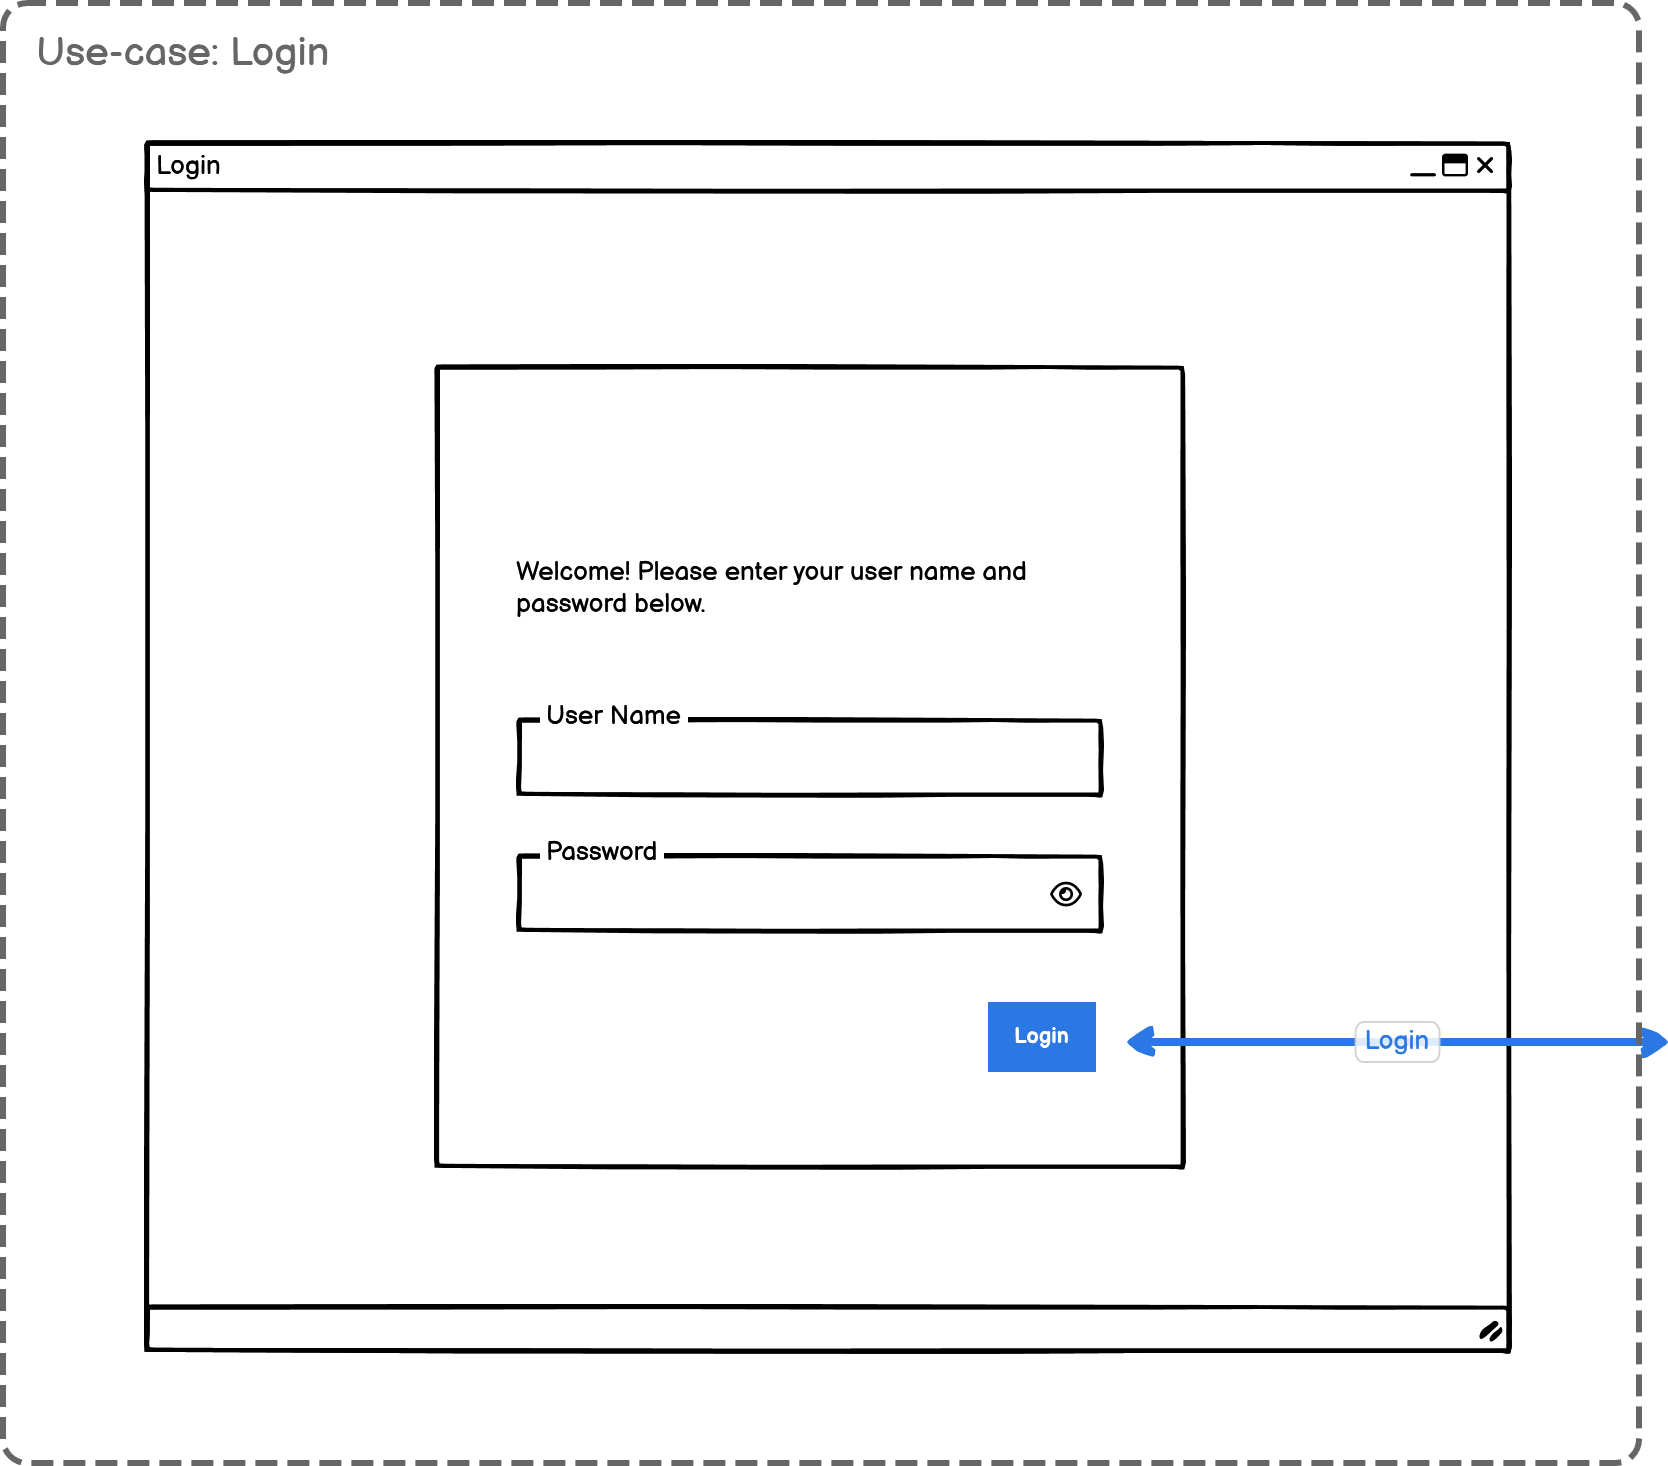 Use-case: Login
Login
Welcome! Please enter your user name and
password below.
User Name
Password
Login
Login